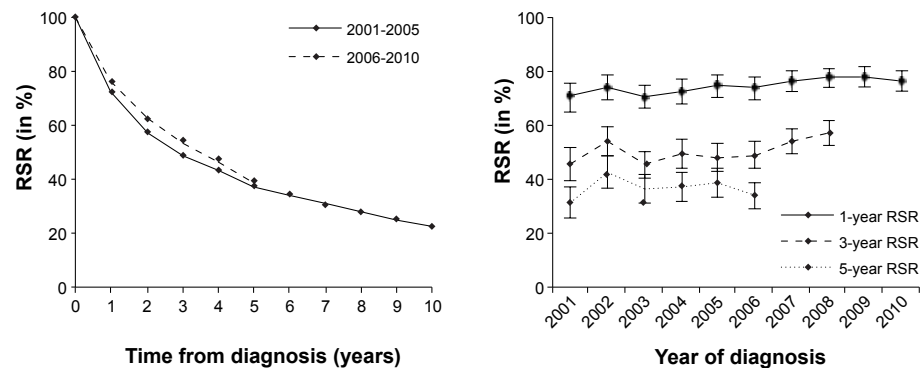 100
80
60
40
20
0
RSR (in %)
2001-2005
2006-2010
0 1 2 3 4 5 6 7 8 9 10
Time from diagnosis (years)
100
80
60
40
20
0
RSR (in %)
1-year RSR
3-year RSR
5-year RSR
2001 2002 2003 2004 2005 2006 2007 2008 2009 2010
Year of diagnosis